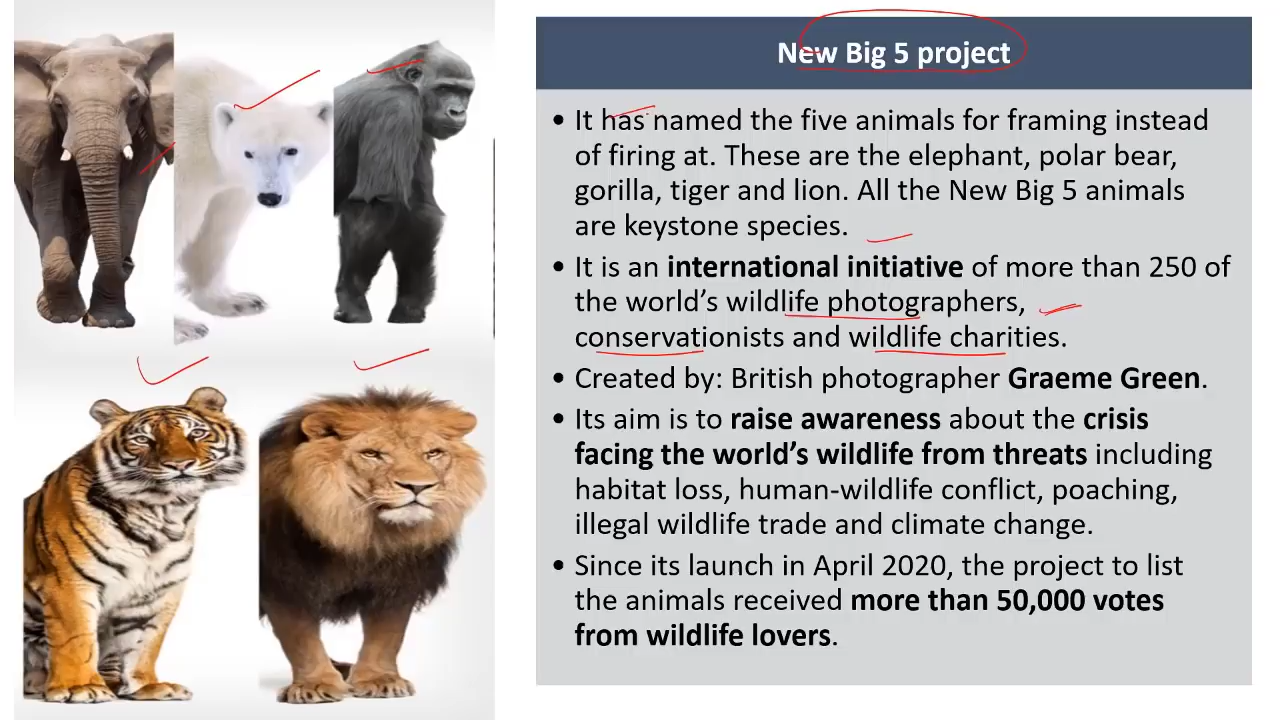 New Big 5 project
• It has named the five animals for framing instead
of firing at. These are the elephant, polar bear,
gorilla, tiger and lion. All the New Big 5 animals
are keystone species.
• It is an international initiative of more than 250 of
the world's wildlife photographers,
conservationists and wildlife charities.
• Created by: British photographer Graeme Green.
• Its aim is to raise awareness about the crisis
facing the world's wildlife from threats including
habitat loss, human-wildlife conflict, poaching,
illegal wildlife trade and climate change.
• Since its launch in April 2020, the project to list
the animals received more than 50,000 votes
from wildlife lovers.